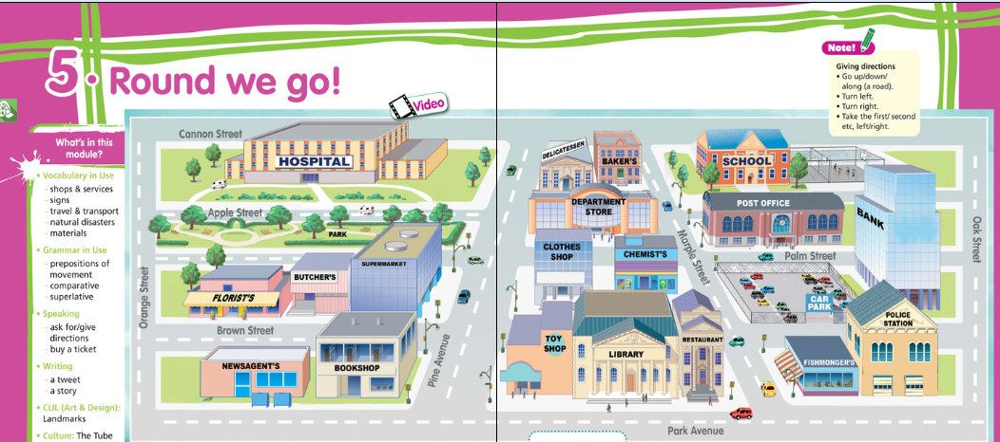 5. Round we go!
Video
Note!
Giving directions
• Go up/down/
along (a road).
• Turn left.
• Turn right.
• Take the first/ second
etc, left/right.
What's in this
module?
• Vocabulary in Use
- shops & services
- signs
- travel & transport
- natural disasters
- materials
• Grammar in Use
- prepositions of
movement
- comparative
- superlative
• Speaking
- ask for/give
directions
- buy a ticket
• Writing
- a tweet
- a story
• CLIL (Art & Design):
Landmarks
• Culture: The Tube
Cannon Street
HOSPITAL
Apple Street
PARK
SUPERMARKET
BUTCHER'S
FLORIST'S
Orange Street
Brown Street
NEWSAGENT'S
BOOKSHOP
Pine Avenue
DELICATESSEN
BAKER'S
DEPARTMENT
STORE
CLOTHES
SHOP
CHEMIST'S
TOY
SHOP
LIBRARY
RESTAURANT
Marple Street
SCHOOL
POST OFFICE
BANK
Palm Street
Oak Street
CAR
PARK
POLICE
STATION
FISHMONGER'S
Park Avenue